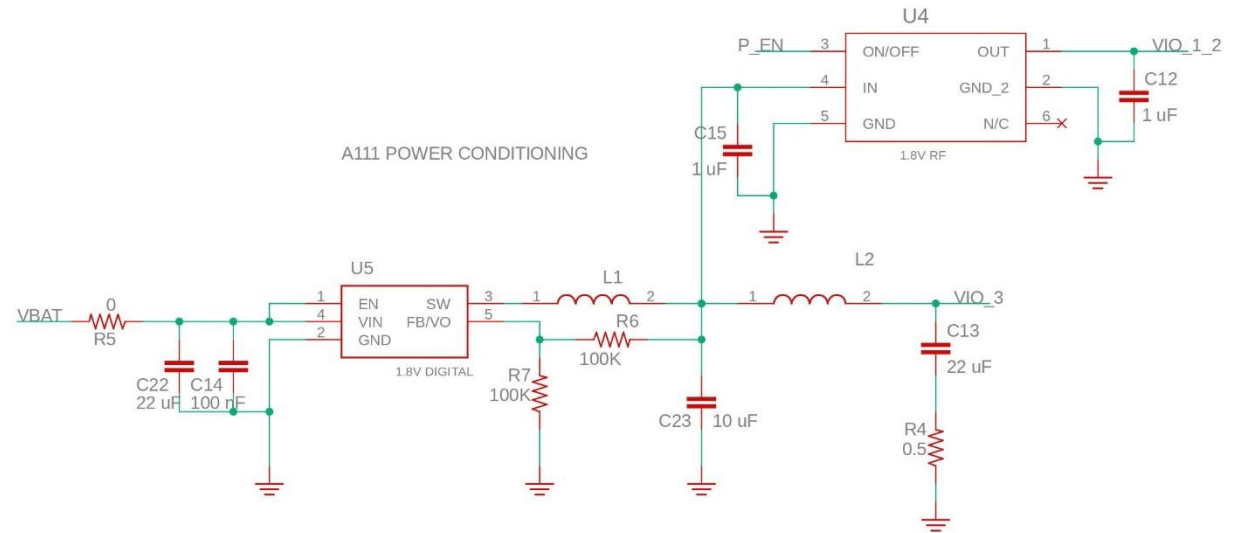 U4
P_EN 3 ON/OFF OUT 1 VIO_1_2
4 IN GND_2 2 C12
1 uF
5 GND N/C 6
C15
1 uF
1.8V RF
A111 POWER CONDITIONING
U5
L1
L2
VBAT 0
R5
1 EN SW 3
4 VIN FB/VO 5
2 GND
1.8V DIGITAL
1 2
1 2 VIO_3
R6
100K
C22 C14
22 uF 100 nF
R7
100K
C23 10 uF
C13
22 uF
R4
0.5